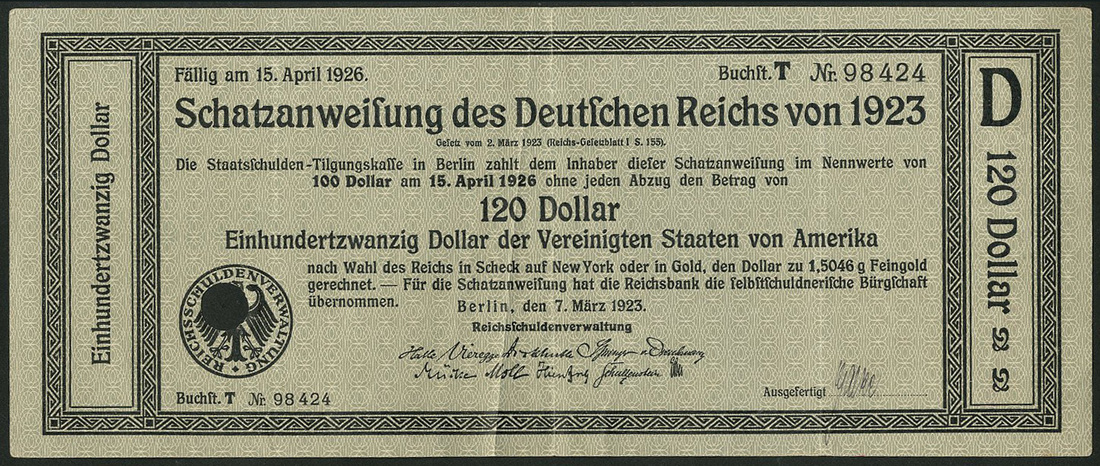 Einhundertzwanzig Dollar
Fällig am 15. April 1926.
Buchſt. T Nr. 98424
Schatzanweiſung des Deutſchen Reichs von 1923
Geſetz vom 2. März 1923 (Reichs-Geſetzblatt I S. 155).
Die Staatsſchulden-Tilgungskaſſe in Berlin zahlt dem Inhaber dieſer Schatzanweiſung im Nennwerte von
100 Dollar am 15. April 1926 ohne jeden Abzug den Betrag von
120 Dollar
Einhundertzwanzig Dollar der Vereinigten Staaten von Amerika
nach Wahl des Reichs in Scheck auf New York oder in Gold, den Dollar zu 1,5046 g Feingold
gerechnet. — Für die Schatzanweiſung hat die Reichsbank die ſelbſtſchuldneriſche Bürgſchaft
übernommen.
Berlin, den 7. März 1923.
Reichsſchuldenverwaltung
REICHSSCHULDENVERWALTUNG
Halle Vieregge
Mücke Moll
Ausgefertigt
Buchſt. T Nr. 98424
D 120 Dollar